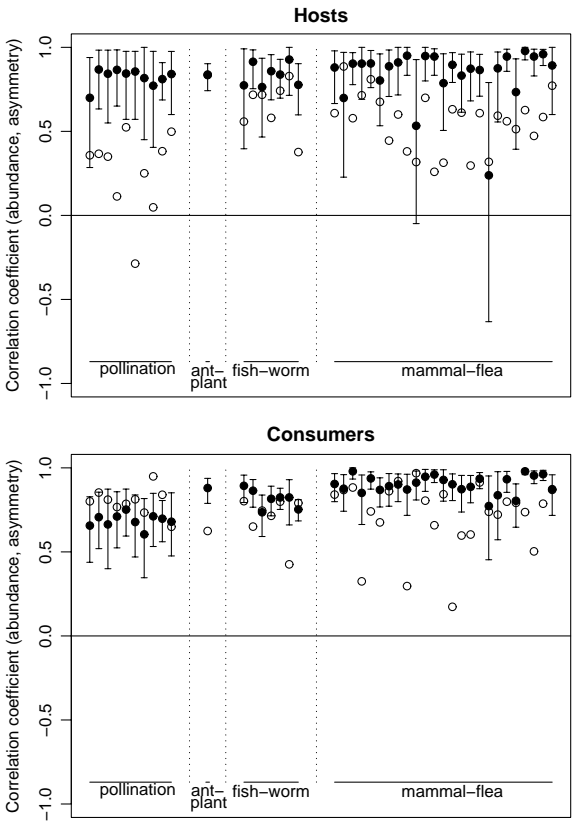 Hosts
Correlation coefficient (abundance, asymmetry)
1.0
0.5
0.0
−0.5
−1.0
pollination
ant−
plant
fish−worm
mammal−flea
Consumers
Correlation coefficient (abundance, asymmetry)
1.0
0.5
0.0
−0.5
−1.0
pollination
ant−
plant
fish−worm
mammal−flea